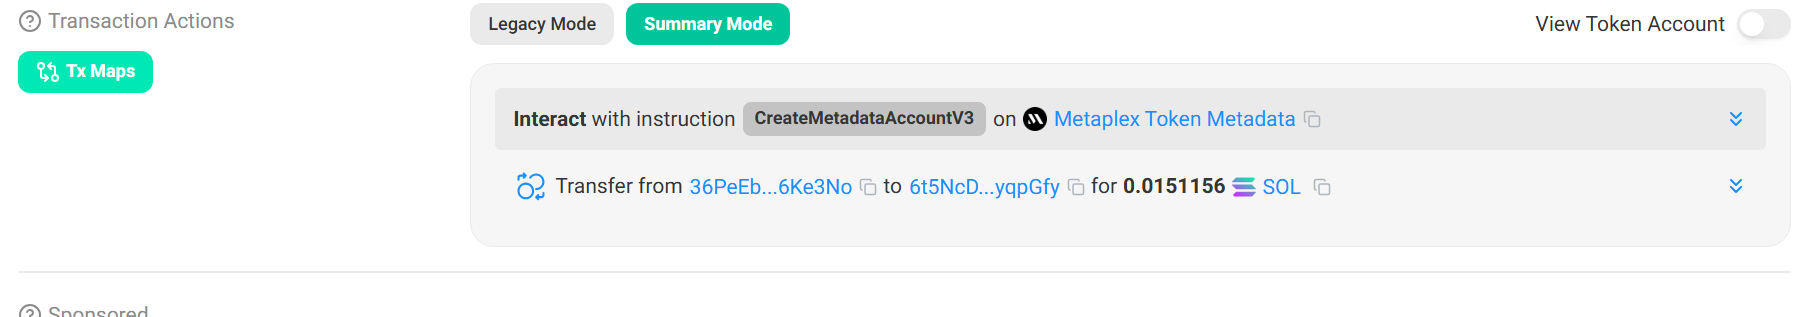 Transaction Actions
Legacy Mode
Summary Mode
View Token Account
Tx Maps
Interact with instruction CreateMetadataAccountV3 on Metaplex Token Metadata
Transfer from 36PeEb...6Ke3No to 6t5NcD...yqpGfy for 0.0151156 SOL
Sponsored